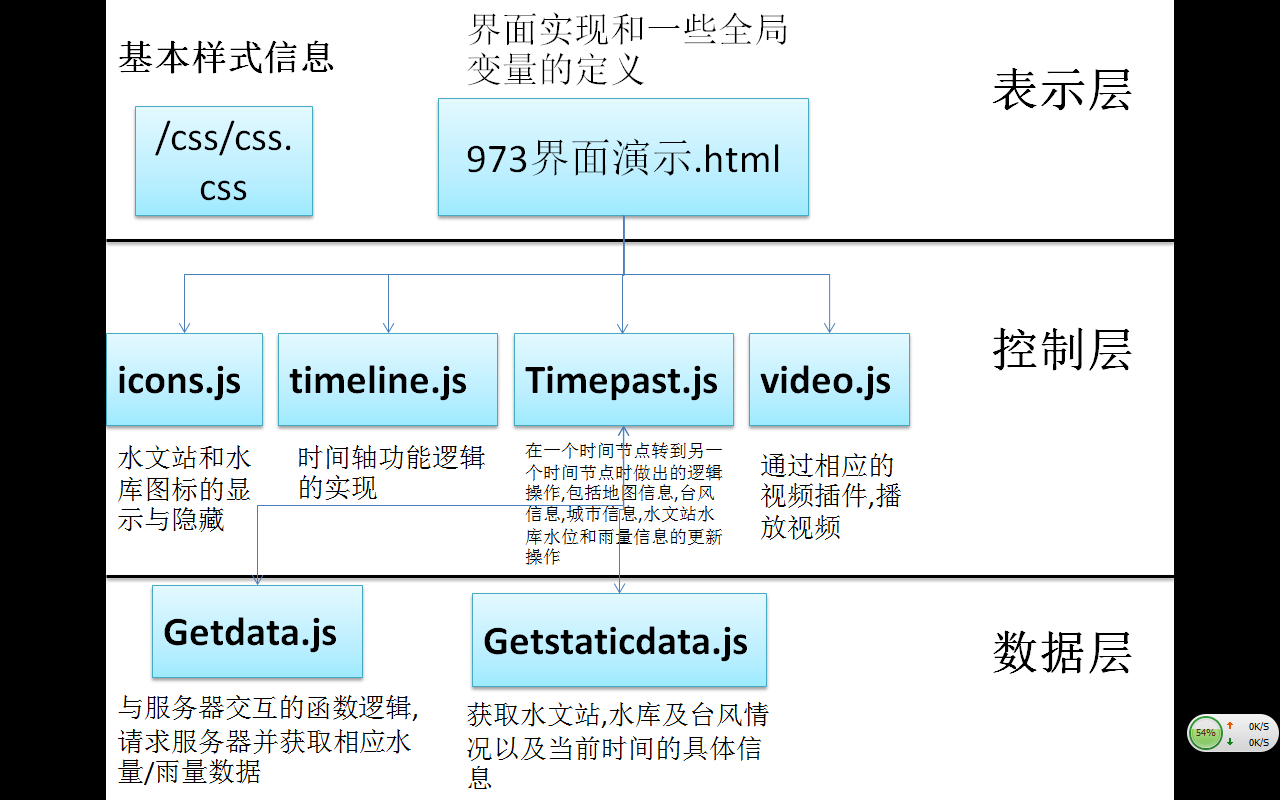 基本样式信息
界面实现和一些全局
变量的定义
表示层
/css/css.
css
973界面演示.html
控制层
icons.js
timeline.js
Timepast.js
video.js
水文站和水
库图标的显
示与隐藏
时间轴功能逻辑
的实现
在一个时间节点转到另一
个时间节点时做出的逻辑
操作,包括地图信息,台风
信息,城市信息,水文站水
库水位和雨量信息的更新
操作
通过相应的
视频插件,播
放视频
数据层
Getdata.js
Getstaticdata.js
与服务器交互的函数逻辑,
请求服务器并获取相应水
量/雨量数据
获取水文站,水库及台风情
况以及当前时间的具体信
息
54%
0K/S
0K/S